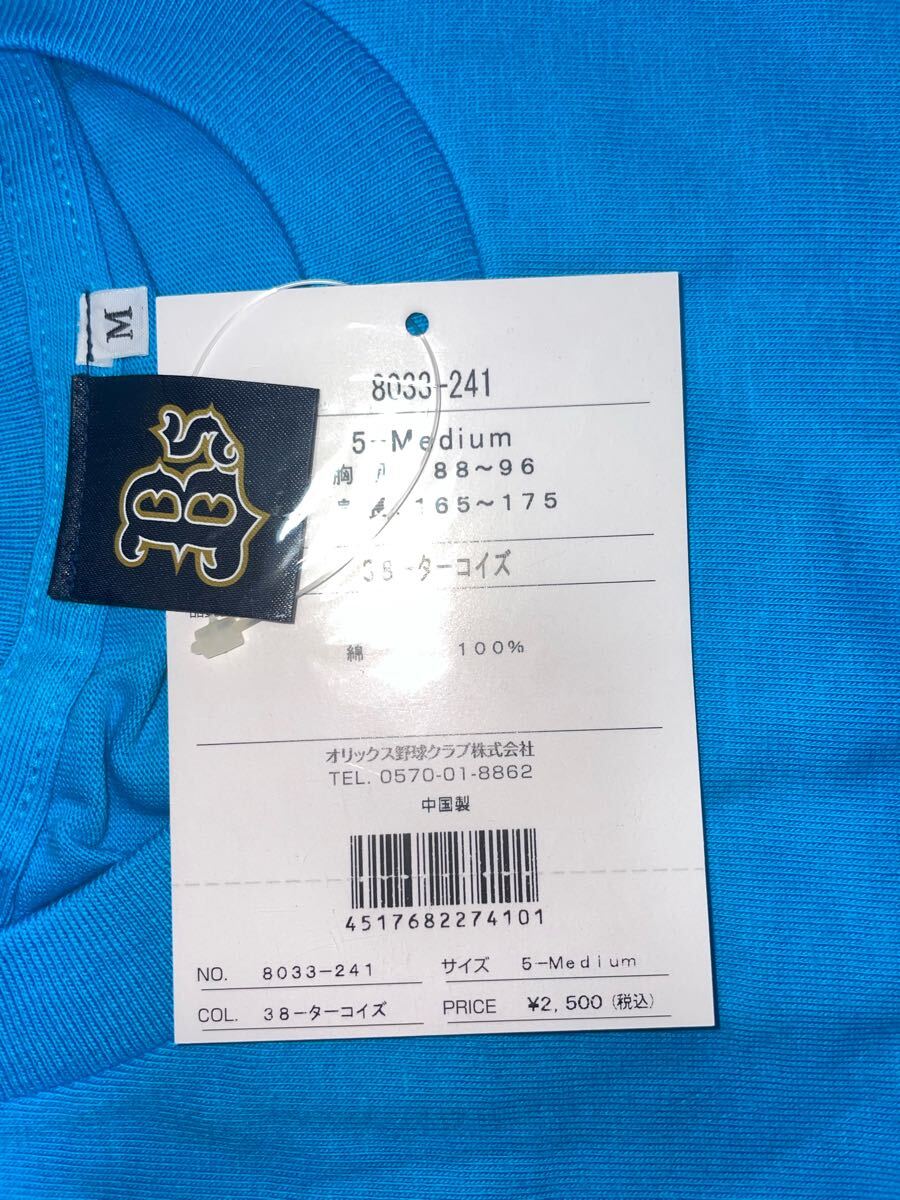 M
Bs
8033-241
5-Medium
胸 88～96
165～175
38-ターコイズ
綿 100%
オリックス野球クラブ株式会社
TEL. 0570-01-8862
中国製
4517682274101
NO. 8033-241 サイズ 5-Medium
COL. 38-ターコイズ PRICE ¥2,500(税込)